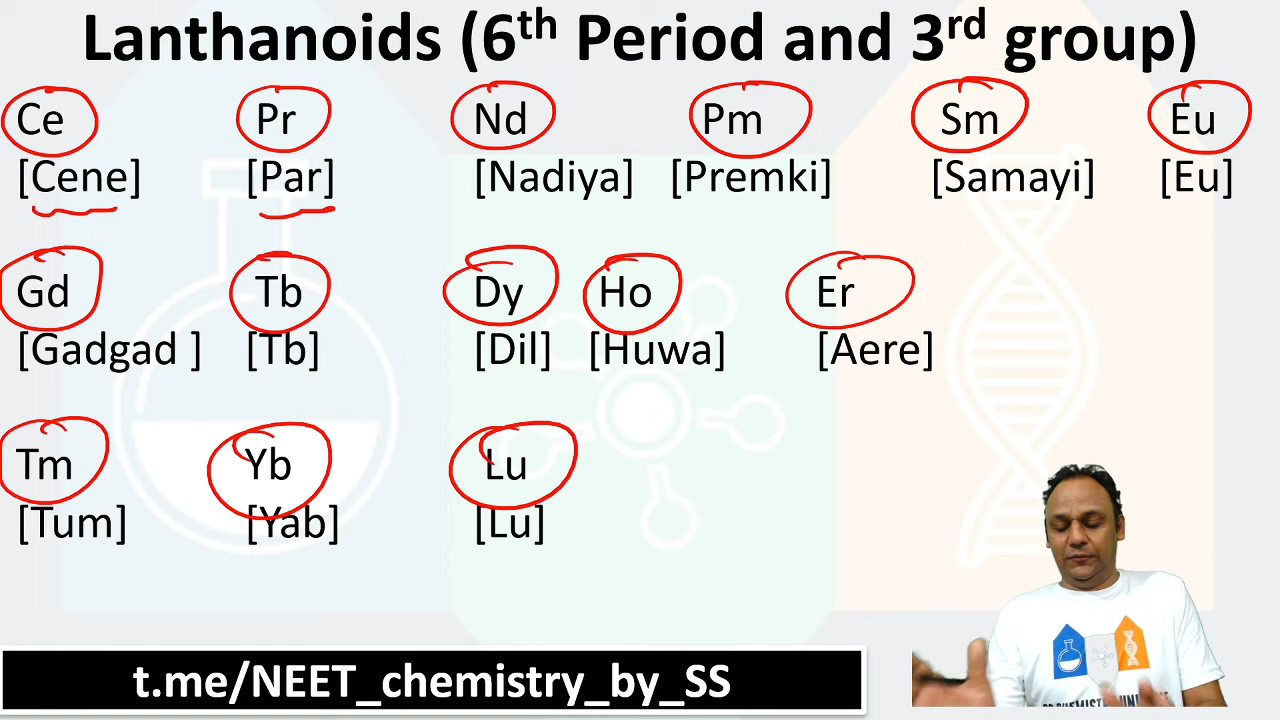 Lanthanoids (6th Period and 3rd group)
Ce Pr Nd Pm Sm Eu
[Cene] [Par] [Nadiya] [Premki] [Samayi] [Eu]
Gd Tb Dy Ho Er
[Gadgad ] [Tb] [Dil] [Huwa] [Aere]
Tm Yb Lu
[Tum] [Yab] [Lu]
t.me/NEET_chemistry_by_SS